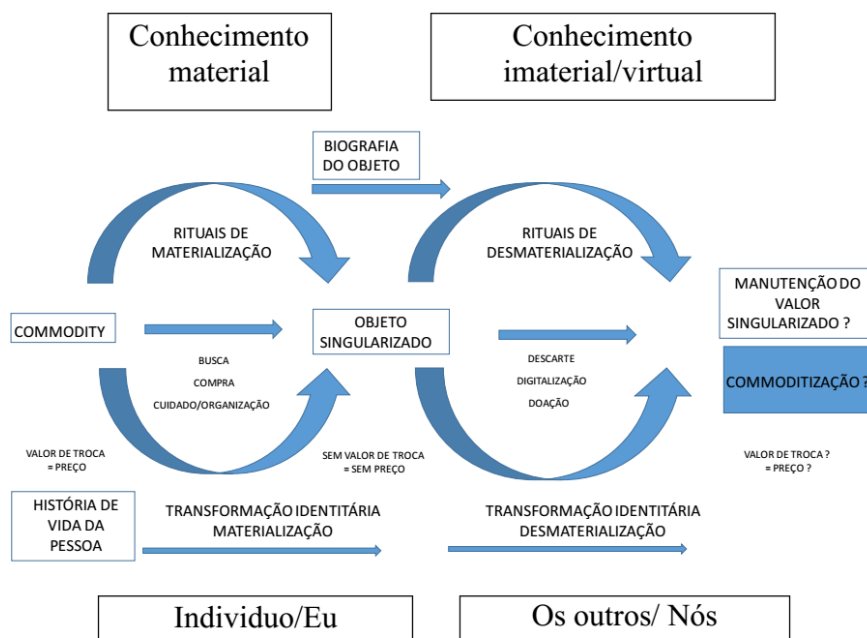 Conhecimento
material
Conhecimento
imaterial/virtual
BIOGRAFIA
DO OBJETO
RITUAIS DE
MATERIALIZAÇÃO
RITUAIS DE
DESMATERIALIZAÇÃO
COMMODITY
OBJETO
SINGULARIZADO
MANUTENÇÃO DO
VALOR
SINGULARIZADO ?
BUSCA
COMPRA
CUIDADO/ORGANIZAÇÃO
DESCARTE
DIGITALIZAÇÃO
DOAÇÃO
COMMODITIZAÇÃO ?
VALOR DE TROCA
= PREÇO
SEM VALOR DE TROCA
= SEM PREÇO
VALOR DE TROCA ?
= PREÇO ?
HISTÓRIA DE
VIDA DA
PESSOA
TRANSFORMAÇÃO IDENTITÁRIA
MATERIALIZAÇÃO
TRANSFORMAÇÃO IDENTITÁRIA
DESMATERIALIZAÇÃO
Individuo/Eu
Os outros/ Nós